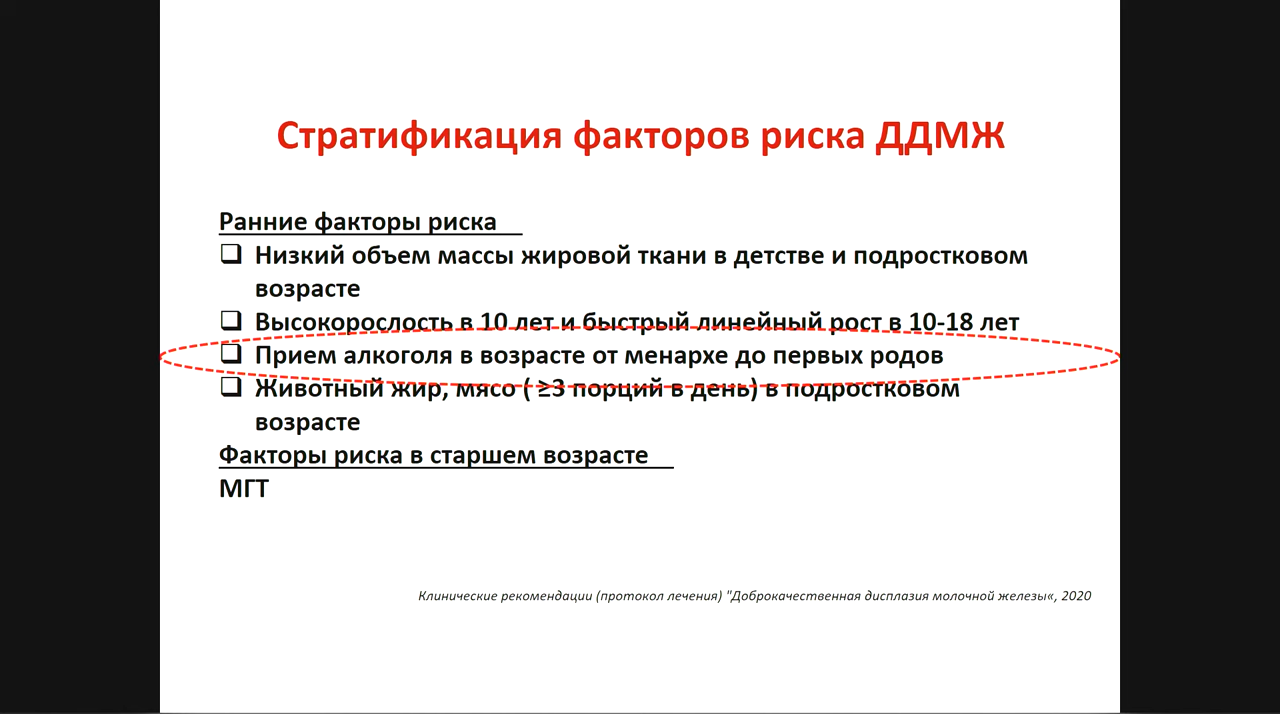 Стратификация факторов риска ДДМЖ
Ранние факторы риска
Низкий объем массы жировой ткани в детстве и подростковом
возрасте
Высокорослость в 10 лет и быстрый линейный рост в 10-18 лет
Прием алкоголя в возрасте от менархе до первых родов
Животный жир, мясо ( ≥3 порций в день) в подростковом
возрасте
Факторы риска в старшем возрасте
МГТ
Клинические рекомендации (протокол лечения) "Доброкачественная дисплазия молочной железы«, 2020